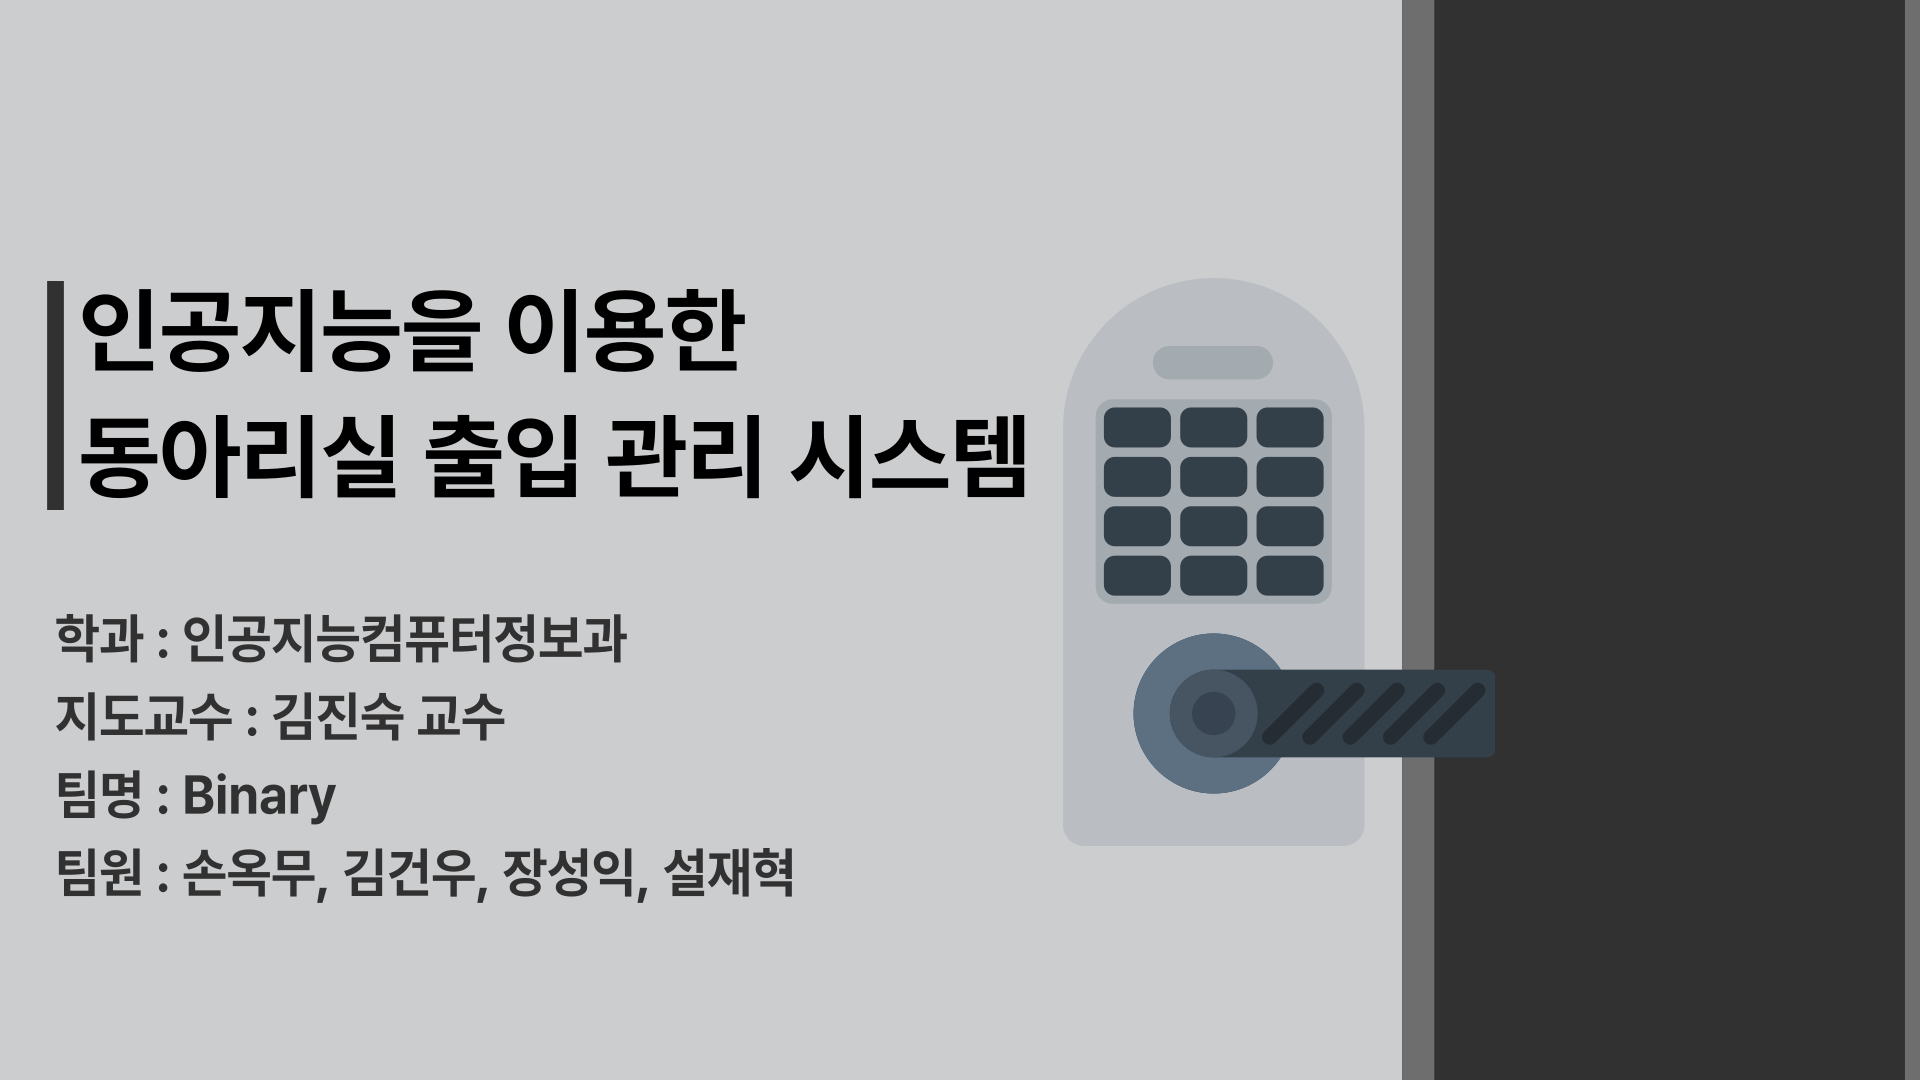 인공지능을 이용한
동아리실 출입 관리 시스템
학과 : 인공지능컴퓨터정보과
지도교수 : 김진숙 교수
팀명 : Binary
팀원 : 손옥무, 김건우, 장성익, 설재혁